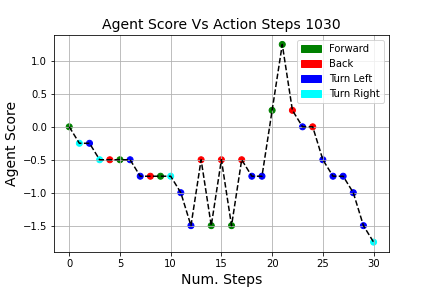 Agent Score Vs Action Steps 1030
Forward
Back
Turn Left
Turn Right
Agent Score
1.0
0.5
0.0
−0.5
−1.0
−1.5
0 5 10 15 20 25 30
Num. Steps